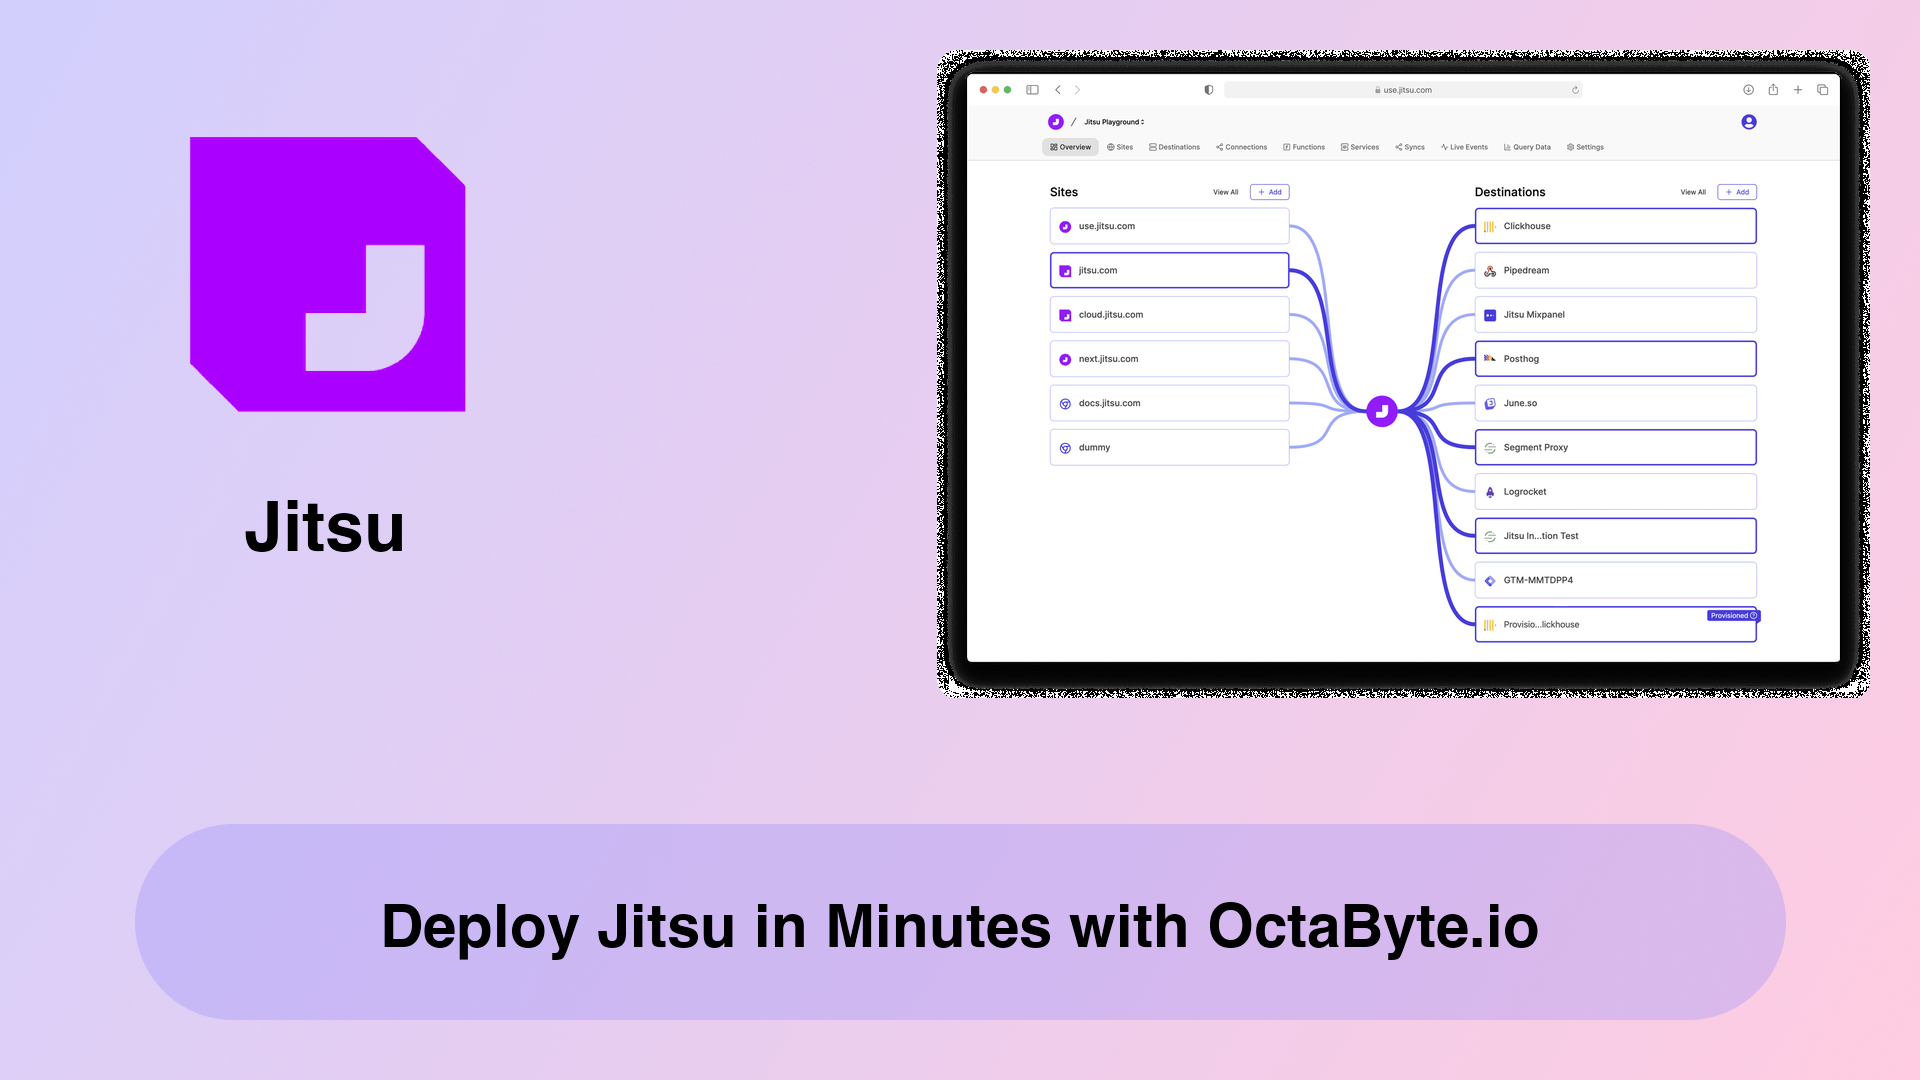 Jitsu
use.jitsu.com
/ Jitsu Playground
Overview Sites Destinations Connections Functions Services Syncs Live Events Query Data Settings
Sites View All + Add
use.jitsu.com
jitsu.com
cloud.jitsu.com
next.jitsu.com
docs.jitsu.com
dummy
Destinations View All + Add
Clickhouse
Pipedream
Jitsu Mixpanel
Posthog
June.so
Segment Proxy
Logrocket
Jitsu In...tion Test
GTM-MMTDPP4
Provisioned
Provisio...lickhouse
Deploy Jitsu in Minutes with OctaByte.io